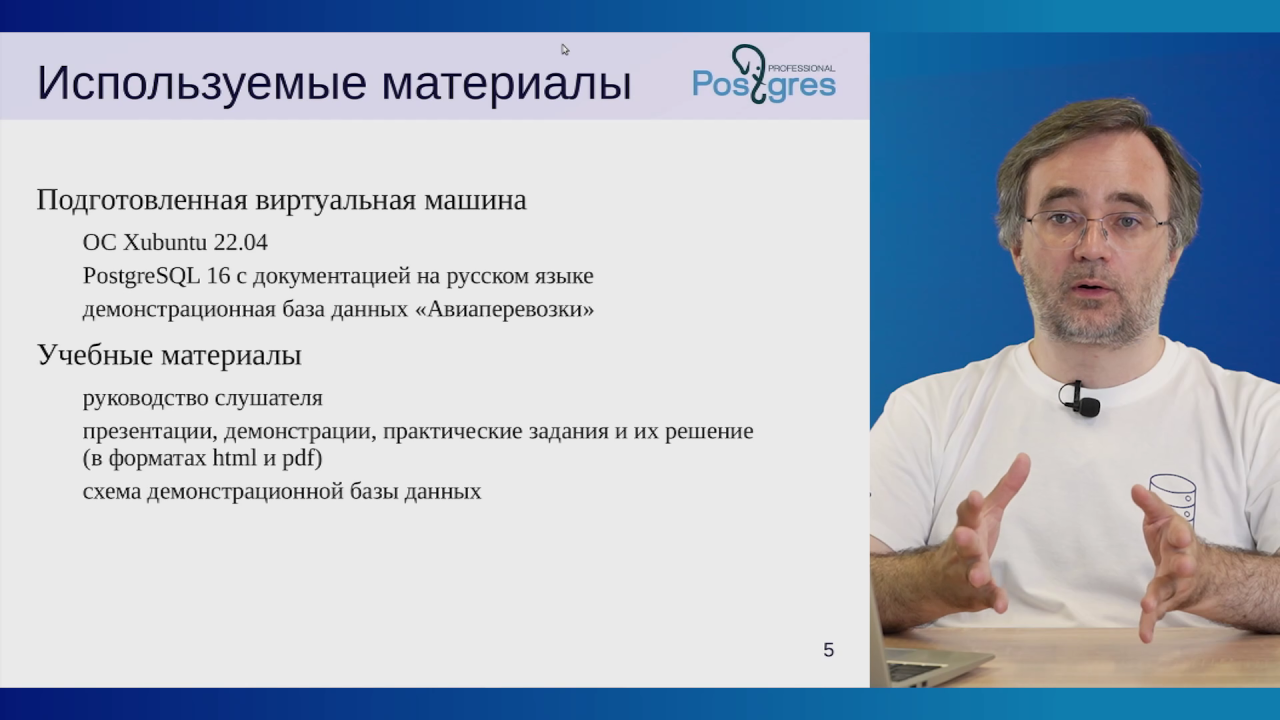 Используемые материалы
PROFESSIONAL
Postgres
Подготовленная виртуальная машина
ОС Xubuntu 22.04
PostgreSQL 16 с документацией на русском языке
демонстрационная база данных «Авиаперевозки»
Учебные материалы
руководство слушателя
презентации, демонстрации, практические задания и их решение
(в форматах html и pdf)
схема демонстрационной базы данных
5